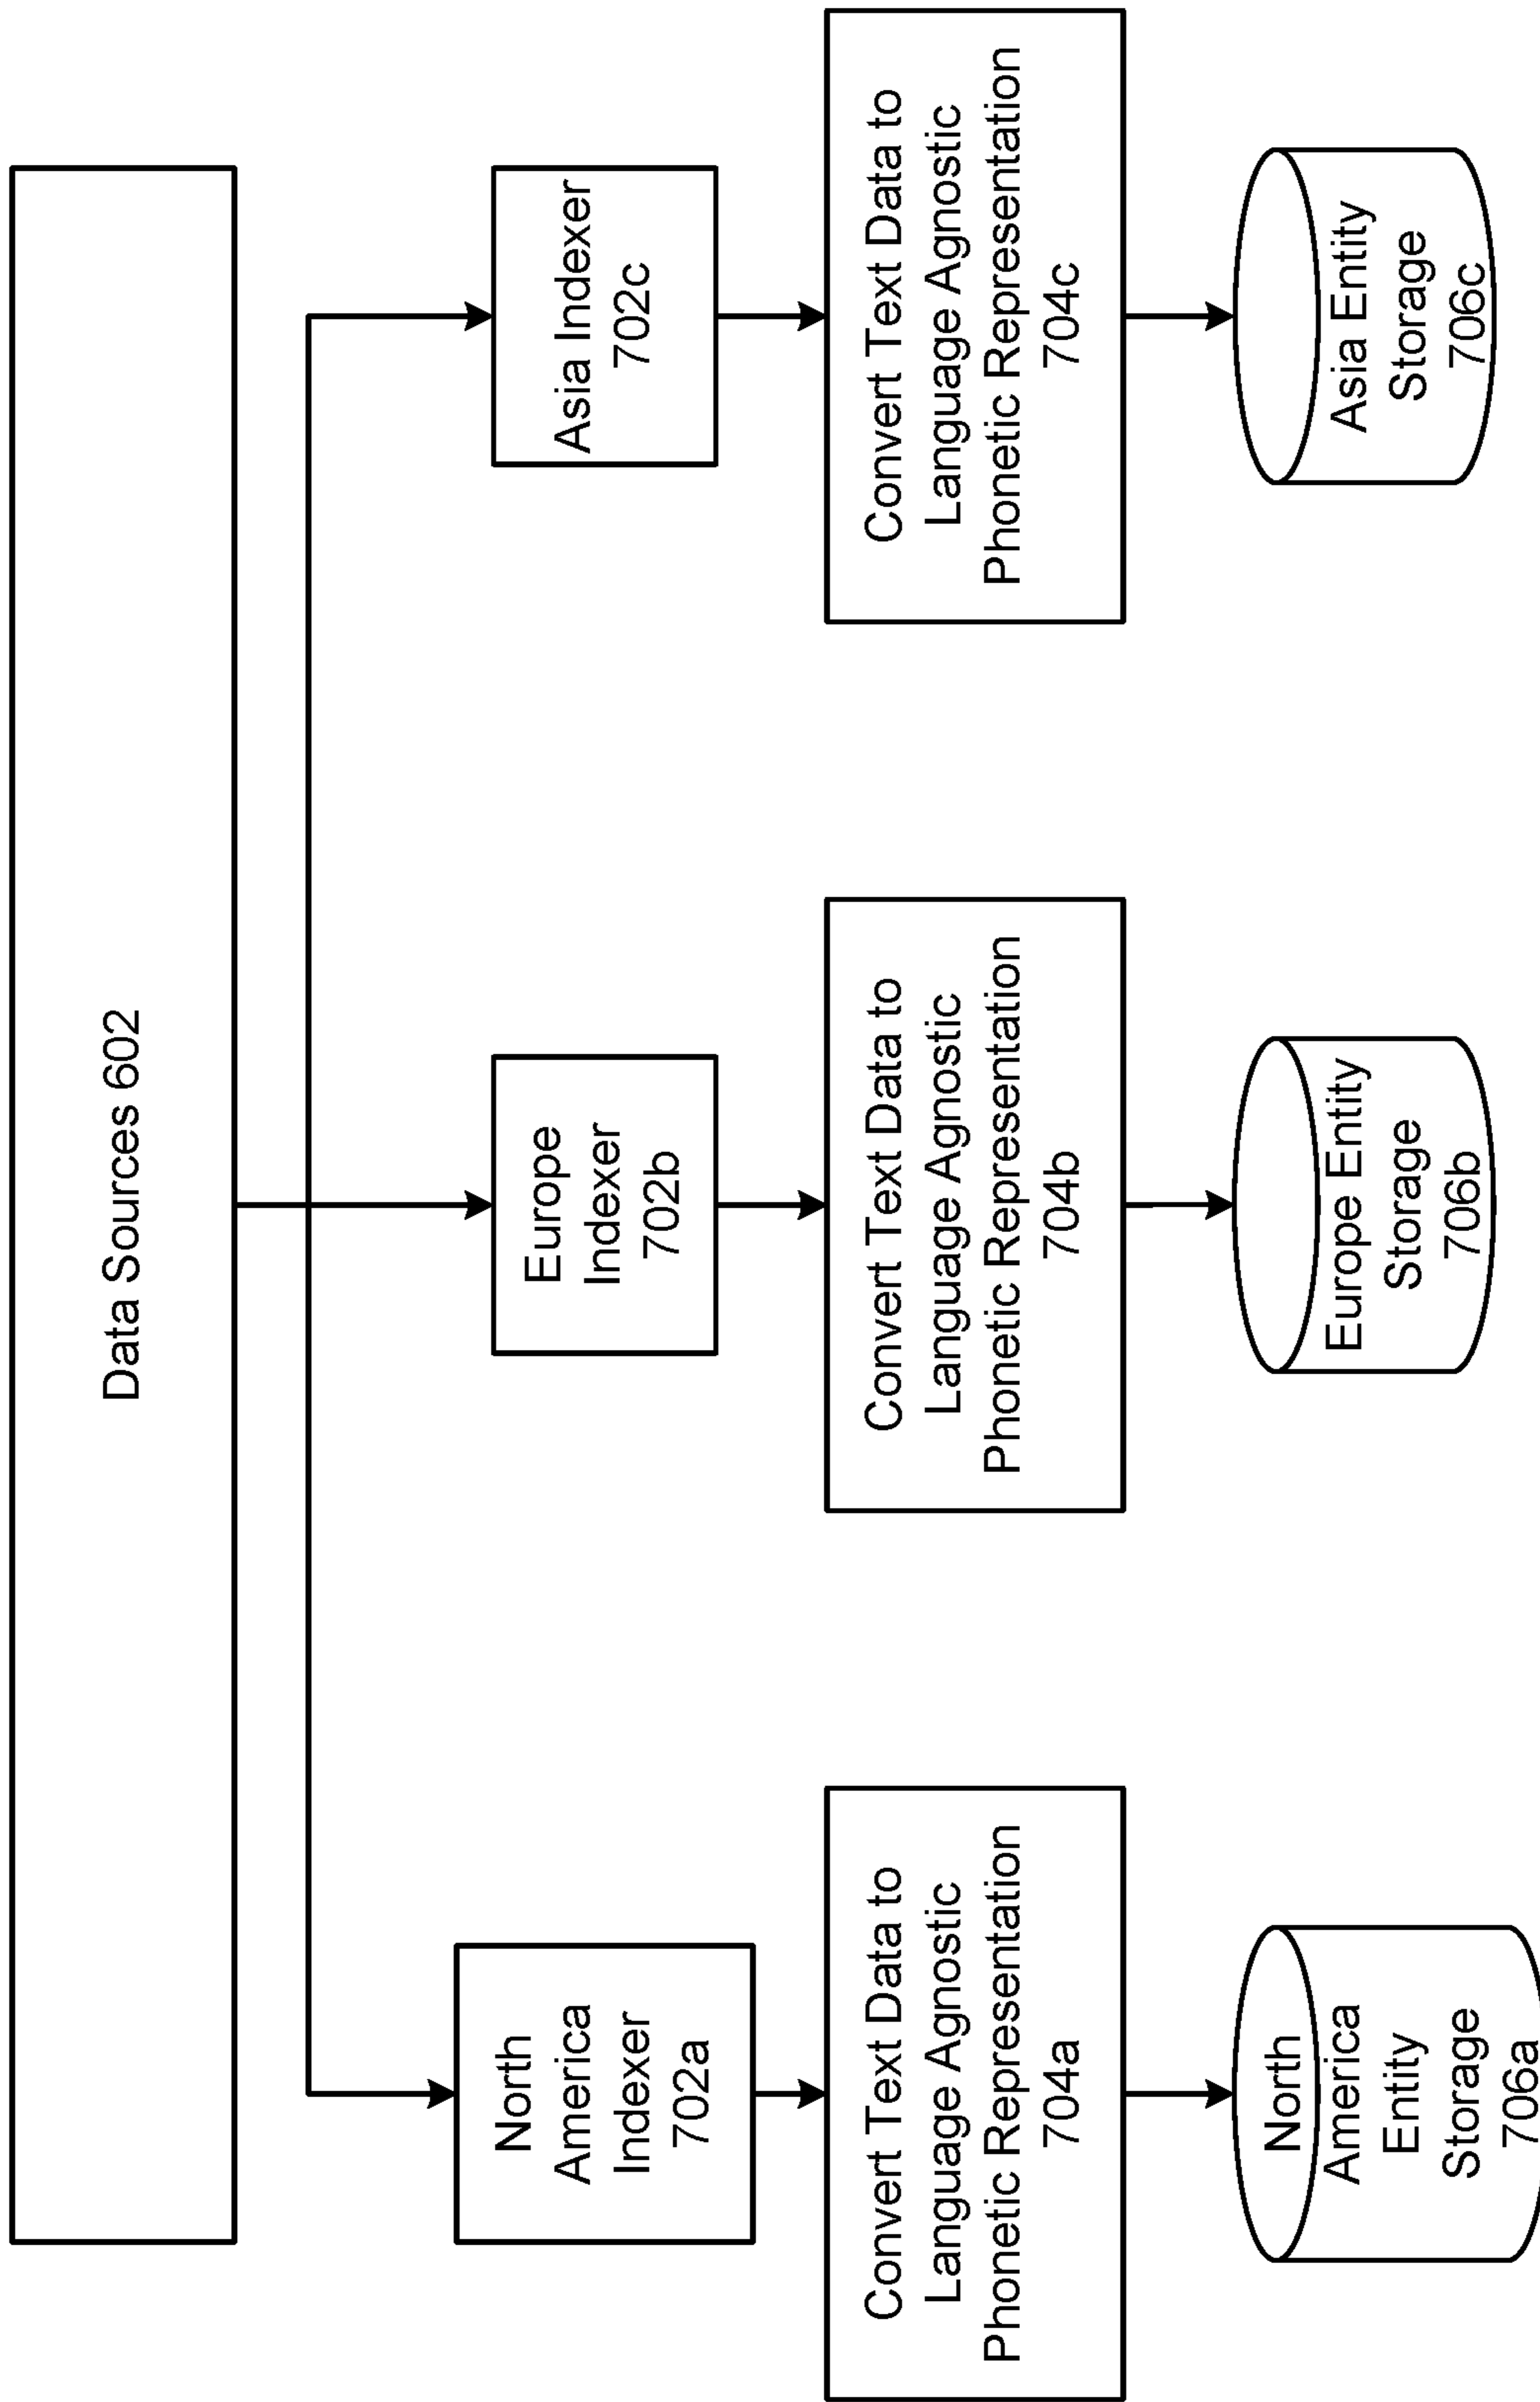 Data Sources 602
North
America
Indexer
702a
Europe
Indexer
702b
Asia Indexer
702c
Convert Text Data to
Language Agnostic
Phonetic Representation
704a
Convert Text Data to
Language Agnostic
Phonetic Representation
704b
Convert Text Data to
Language Agnostic
Phonetic Representation
704c
North
America
Entity
Storage
706a
Europe Entity
Storage
706b
Asia Entity
Storage
706c